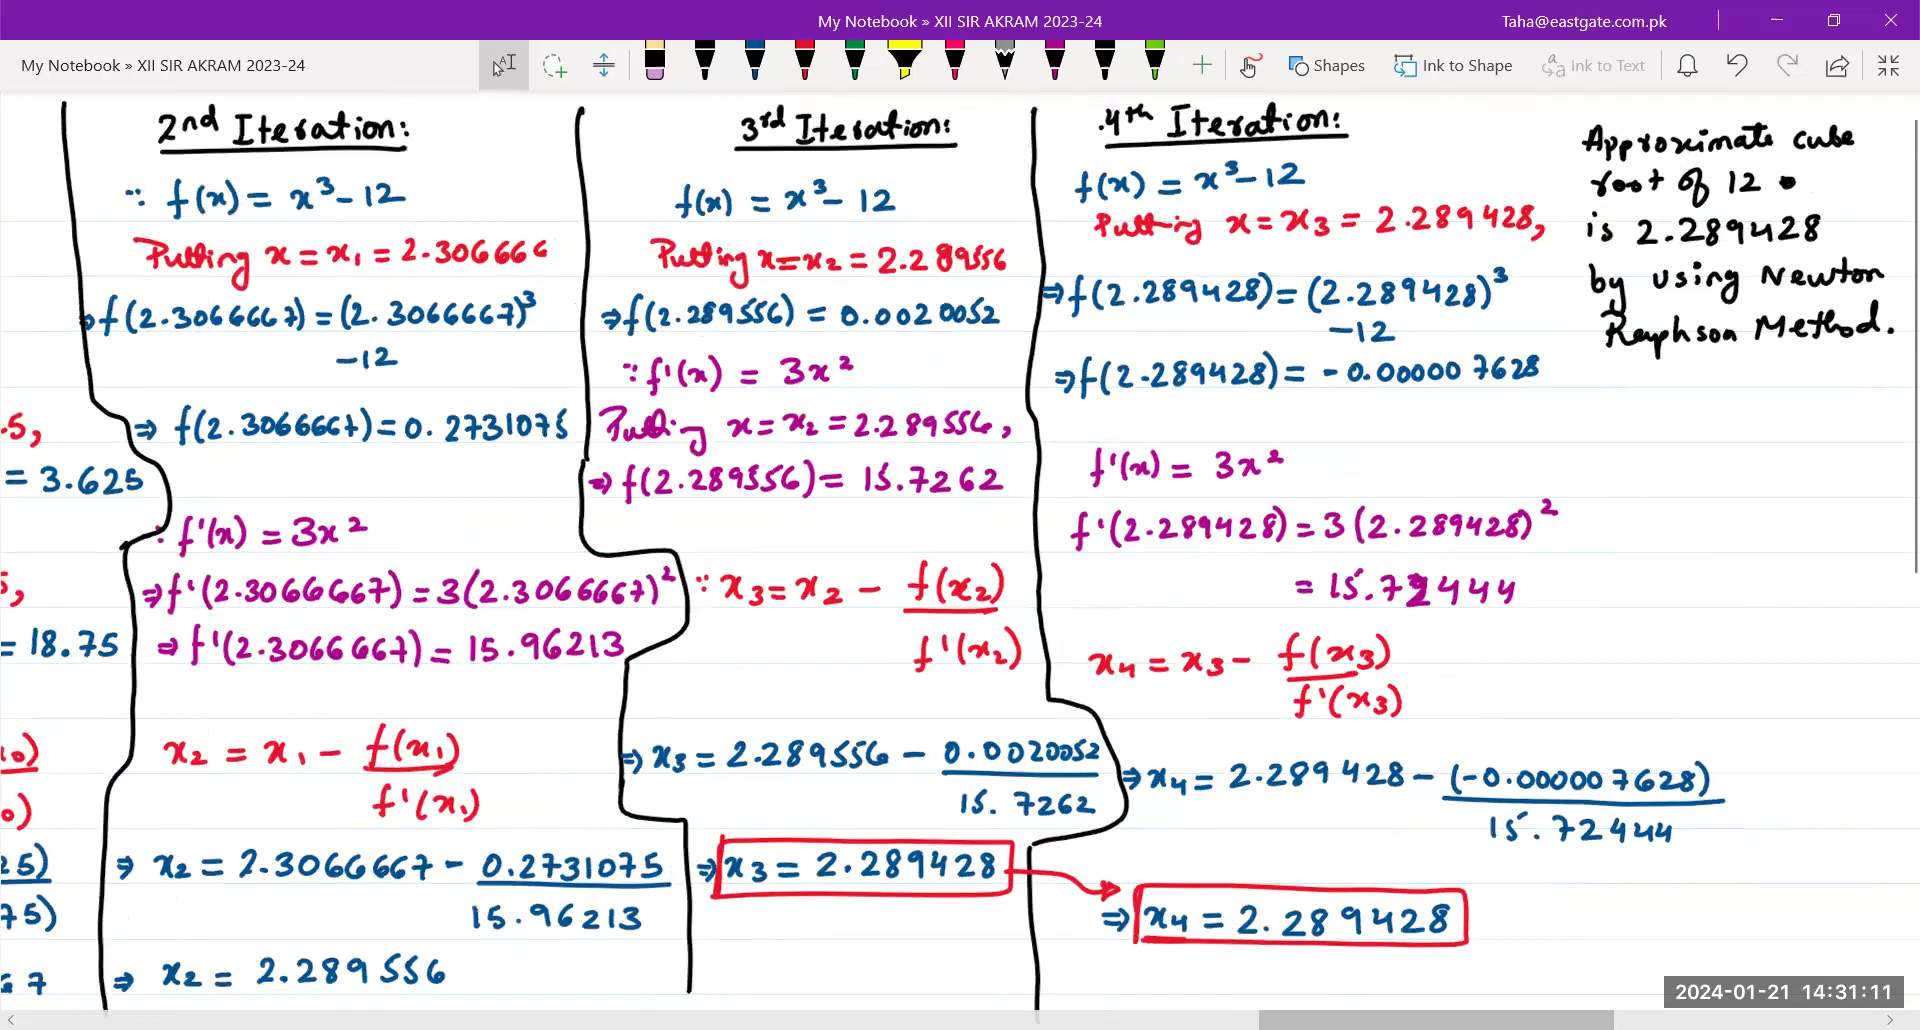 My Notebook » XII SIR AKRAM 2023-24
Taha@eastgate.com.pk
My Notebook » XII SIR AKRAM 2023-24
Shapes
Ink to Shape
Ink to Text
.5,
= 3.625
= 18.75
2nd Iteration:
∵ f(x) = x³ - 12
Putting x = x₁ = 2.306666
⇒ f(2.3066667) = (2.3066667)³
- 12
⇒ f(2.3066667) = 0.2731075
∵ f'(x) = 3x²
⇒ f'(2.3066667) = 3(2.3066667)²
⇒ f'(2.3066667) = 15.96213
x₂ = x₁ - f(x₁) / f'(x₁)
⇒ x₂ = 2.3066667 - 0.2731075 / 15.96213
⇒ x₂ = 2.289556
3rd Iteration:
f(x) = x³ - 12
Putting x = x₂ = 2.289556
⇒ f(2.289556) = 0.0020052
∵ f'(x) = 3x²
Putting x = x₂ = 2.289556,
⇒ f(2.289556) = 15.7262
∵ x₃ = x₂ - f(x₂) / f'(x₂)
⇒ x₃ = 2.289556 - 0.0020052 / 15.7262
⇒ x₃ = 2.289428
4th Iteration:
f(x) = x³ - 12
Putting x = x₃ = 2.289428,
⇒ f(2.289428) = (2.289428)³
- 12
⇒ f(2.289428) = -0.000007628
f'(x) = 3x²
f'(2.289428) = 3(2.289428)²
= 15.72444
x₄ = x₃ - f(x₃) / f'(x₃)
⇒ x₄ = 2.289428 - (-0.000007628) / 15.72444
⇒ x₄ = 2.289428
Approximate cube
root of 12
is 2.289428
by using Newton
Rayphson Method.
2024-01-21 14:31:11